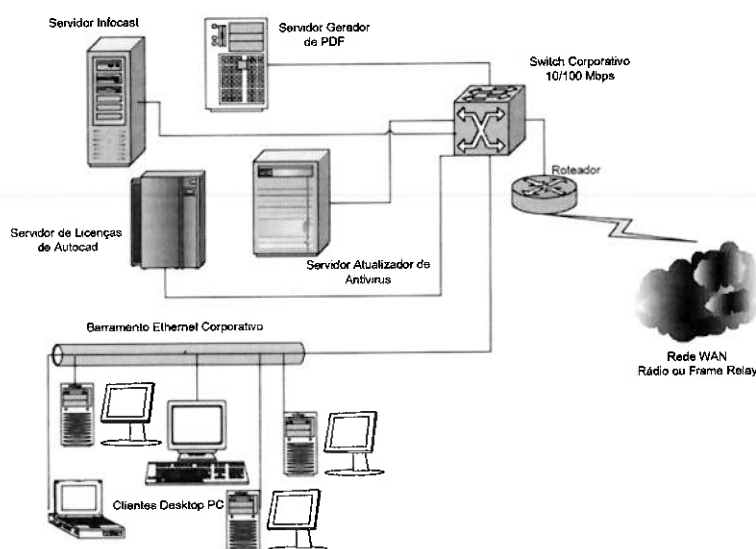 Servidor Infocast
Servidor Gerador
de PDF
Switch Corporativo
10/100 Mbps
Roteador
Servidor de Licenças
de Autocad
Servidor Atualizador de
Antivirus
Barramento Ethernet Corporativo
Rede WAN
Rádio ou Frame Relay
Clientes Desktop PC